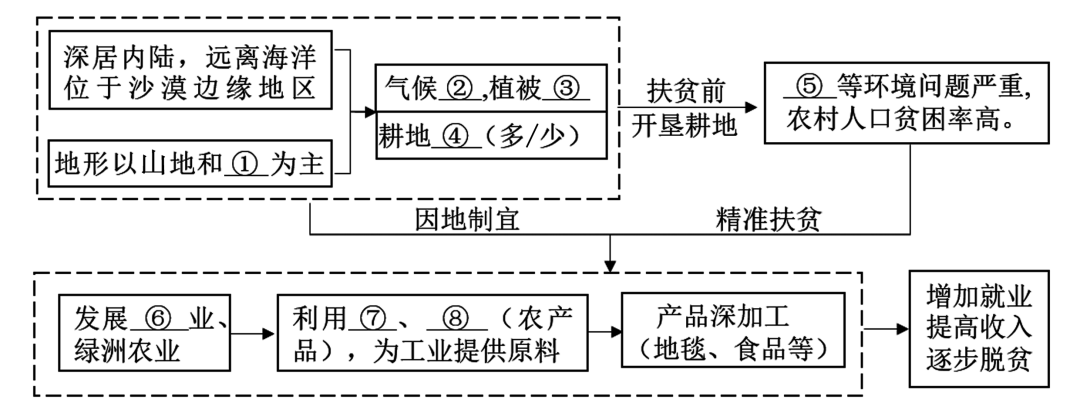 深居内陆，远离海洋
位于沙漠边缘地区
地形以山地和 ① 为主
气候 ② ,植被 ③
耕地 ④ （多/少）
扶贫前
开垦耕地
⑤ 等环境问题严重,
农村人口贫困率高。
因地制宜
精准扶贫
发展 ⑥ 业、
绿洲农业
利用 ⑦ 、 ⑧ （农产
品），为工业提供原料
产品深加工
（地毯、食品等）
增加就业
提高收入
逐步脱贫